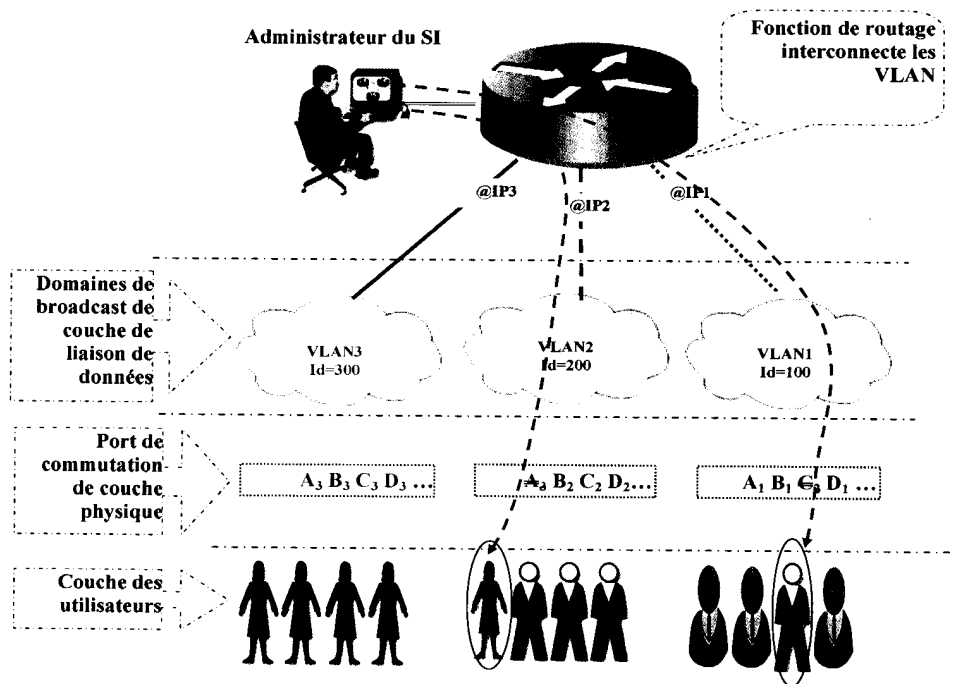 Administrateur du SI
Fonction de routage
interconnecte les
VLAN
@IP3
@IP2
@IP1
Domaines de
broadcast de
couche de
liaison de
données
VLAN3
Id=300
VLAN2
Id=200
VLAN1
Id=100
Port de
commutation
de couche
physique
A₃ B₃ C₃ D₃ ...
B₂ C₂ D₂...
A₁ B₁ D₁ ...
Couche des
utilisateurs